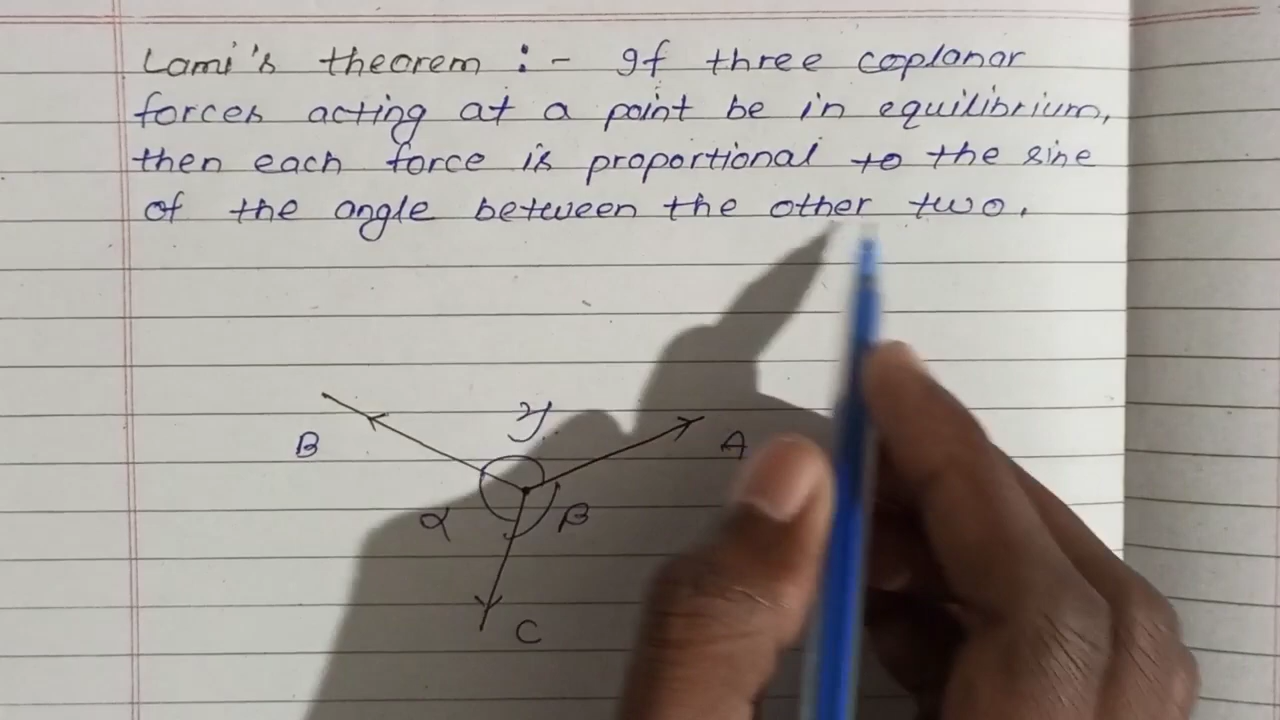 Lami's theorem :- If three coplanar
forces acting at a point be in equilibrium,
then each force is proportional to the sine
of the angle between the other two.
B
γ
A
α
β
C